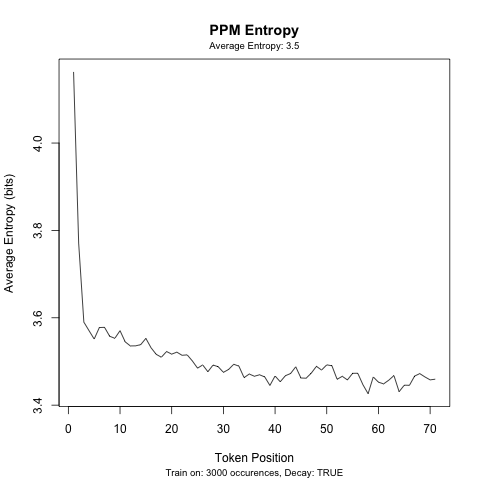 PPM Entropy
Average Entropy: 3.5
Average Entropy (bits)
4.0
3.8
3.6
3.4
0 10 20 30 40 50 60 70
Token Position
Train on: 3000 occurences, Decay: TRUE